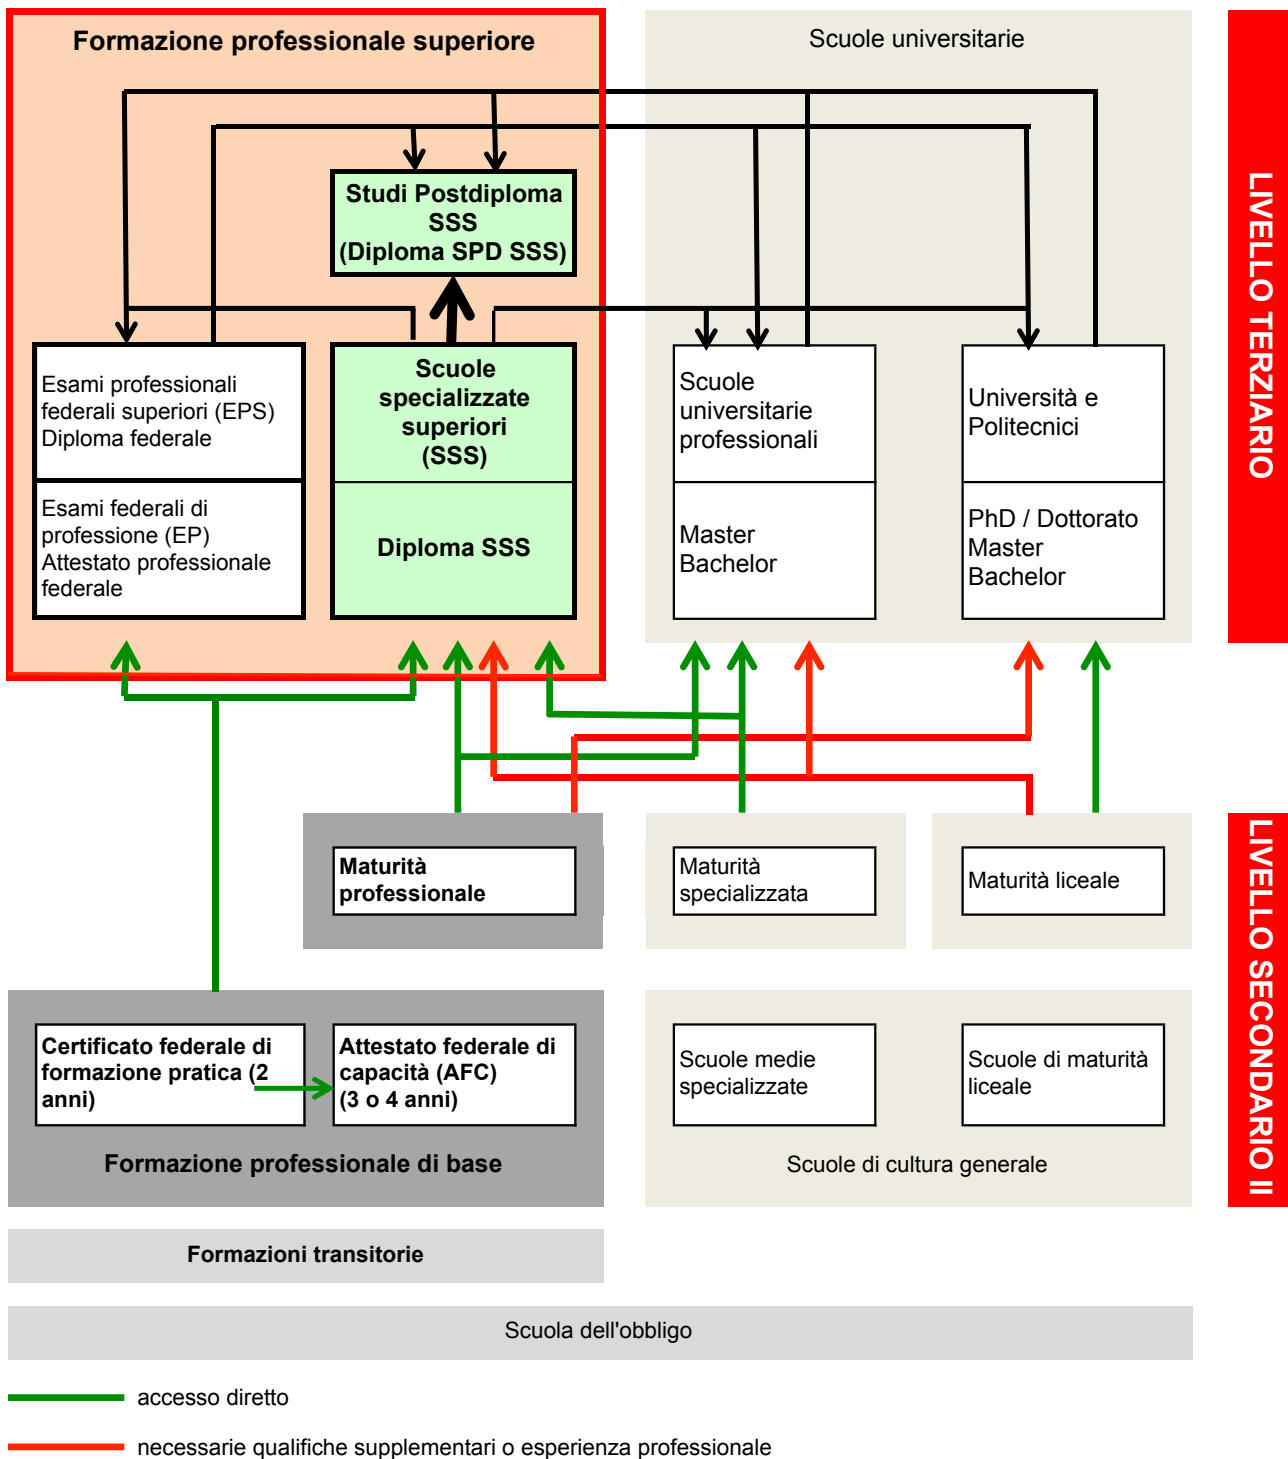 Formazione professionale superiore
Scuole universitarie
LIVELLO TERZIARIO
Studi Postdiploma
SSS
(Diploma SPD SSS)
Esami professionali
federali superiori (EPS)
Diploma federale
Esami federali di
professione (EP)
Attestato professionale
federale
Scuole
specializzate
superiori
(SSS)
Diploma SSS
Scuole
universitarie
professionali
Master
Bachelor
Università e
Politecnici
PhD / Dottorato
Master
Bachelor
LIVELLO SECONDARIO II
Maturità
professionale
Maturità
specializzata
Maturità liceale
Certificato federale di
formazione pratica (2
anni)
Attestato federale di
capacità (AFC)
(3 o 4 anni)
Formazione professionale di base
Scuole medie
specializzate
Scuole di maturità
liceale
Scuole di cultura generale
Formazioni transitorie
Scuola dell'obbligo
accesso diretto
necessarie qualifiche supplementari o esperienza professionale